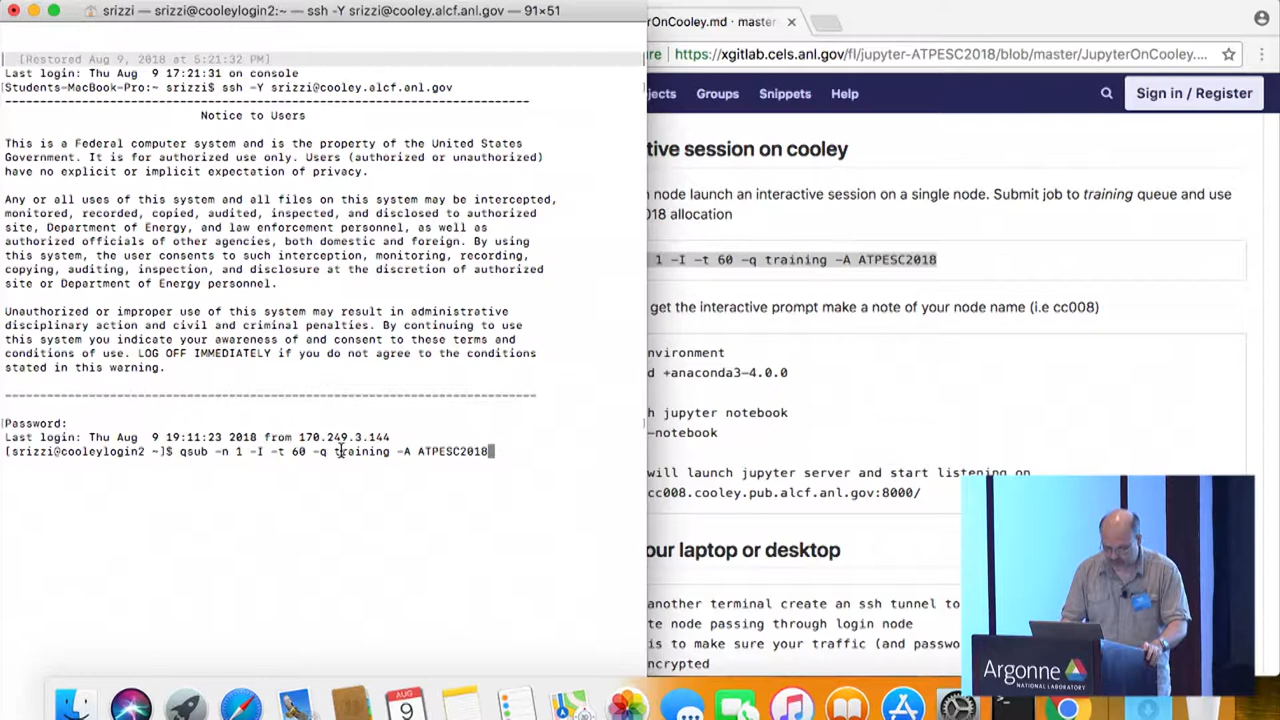 srizzi — srizzi@cooleylogin2:~ — ssh -Y srizzi@cooley.alcf.anl.gov — 91×51
[Restored Aug 9, 2018 at 5:21:32 PM]
Last login: Thu Aug  9 17:21:31 on console
Students-MacBook-Pro:~ srizzi$ ssh -Y srizzi@cooley.alcf.anl.gov
Notice to Users
This is a Federal computer system and is the property of the United States
Government. It is for authorized use only. Users (authorized or unauthorized)
have no explicit or implicit expectation of privacy.
Any or all uses of this system and all files on this system may be intercepted,
monitored, recorded, copied, audited, inspected, and disclosed to authorized
site, Department of Energy, and law enforcement personnel, as well as
authorized officials of other agencies, both domestic and foreign. By using
this system, the user consents to such interception, monitoring, recording,
copying, auditing, inspection, and disclosure at the discretion of authorized
site or Department of Energy personnel.
Unauthorized or improper use of this system may result in administrative
disciplinary action and civil and criminal penalties. By continuing to use
this system you indicate your awareness of and consent to these terms and
conditions of use. LOG OFF IMMEDIATELY if you do not agree to the conditions
stated in this warning.
Password:
Last login: Thu Aug  9 19:11:23 2018 from 170.249.3.144
[srizzi@cooleylogin2 ~]$ qsub -n 1 -I -t 60 -q training -A ATPESC2018
rOnCooley.md · master
ure https://xgitlab.cels.anl.gov/fl/jupyter-ATPESC2018/blob/master/JupyterOnCooley....
jects Groups Snippets Help Sign in / Register
tive session on cooley
n node launch an interactive session on a single node. Submit job to training queue and use
018 allocation
1 -I -t 60 -q training -A ATPESC2018
get the interactive prompt make a note of your node name (i.e cc008)
nvironment
d +anaconda3-4.0.0
h jupyter notebook
-notebook
will launch jupyter server and start listening on
cc008.cooley.pub.alcf.anl.gov:8000/
our laptop or desktop
another terminal create an ssh tunnel to
te node passing through login node
is to make sure your traffic (and passwo
ncrypted
Argonne
NATIONAL LABORATORY
AUG
9